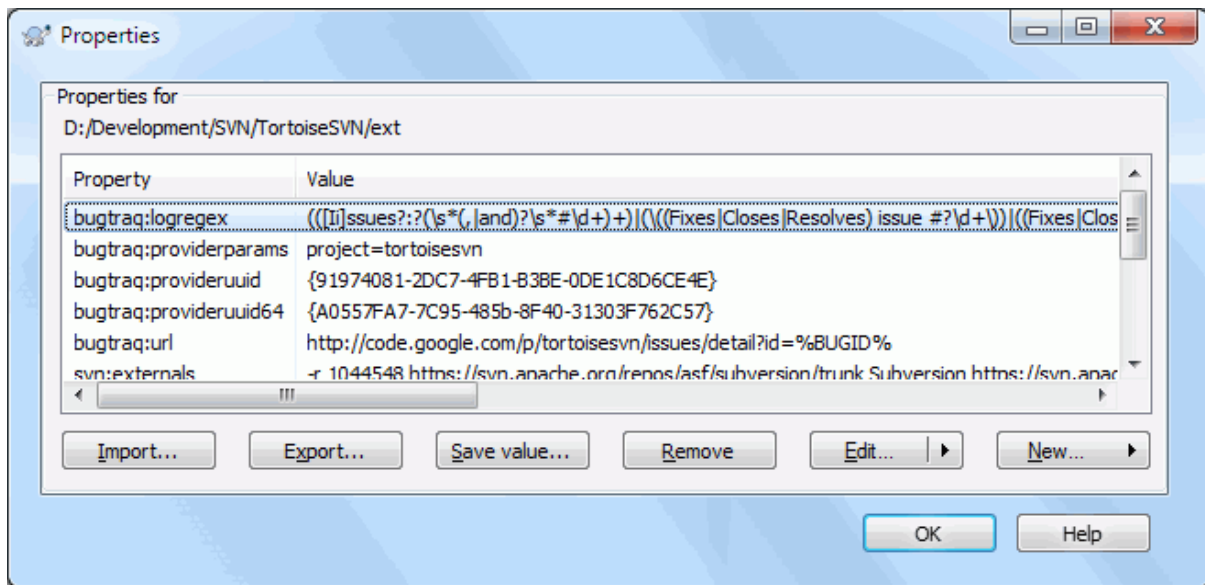 Properties
Properties for
D:/Development/SVN/TortoiseSVN/ext
Property Value
bugtraq:logregex (([Ii]ssues?:?(\s*(,|and)?\s*#\d+)+)|(\((Fixes|Closes|Resolves) issue #?\d+\))|((Fixes|Clos
bugtraq:providerparams project=tortoisesvn
bugtraq:provideruuid {91974081-2DC7-4FB1-B3BE-0DE1C8D6CE4E}
bugtraq:provideruuid64 {A0557FA7-7C95-485b-8F40-31303F762C57}
bugtraq:url http://code.google.com/p/tortoisesvn/issues/detail?id=%BUGID%
svn:externals -r 1044548 https://svn.apache.org/repos/asf/subversion/trunk Subversion https://svn.apac
Import... Export... Save value... Remove Edit... New...
OK Help